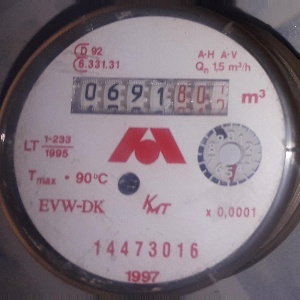 D 92
6.331.31
A·H A·V
Qn 1,5 m³/h
0691801 m³
LT 1-233
1995
Tmax • 90°C
EVW-DK
KMT
x 0,0001
14473016
1997